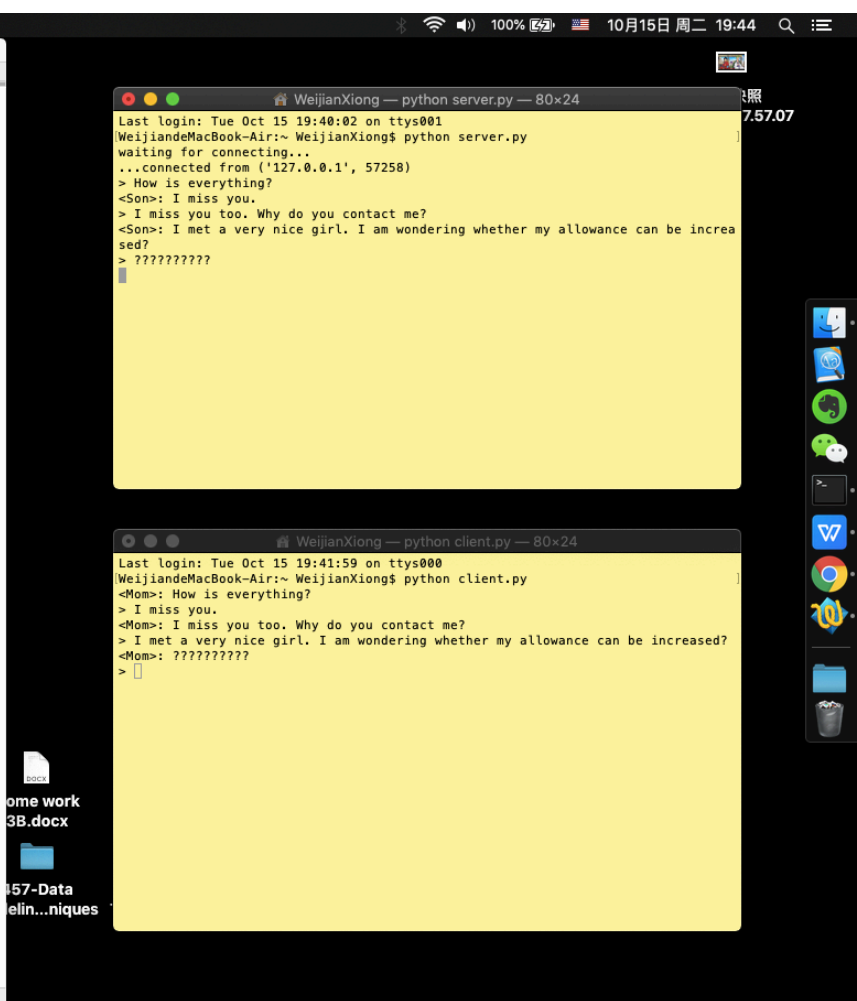 100% 10月15日 周二 19:44
照
7.57.07
WeijianXiong — python server.py — 80×24
Last login: Tue Oct 15 19:40:02 on ttys001
[WeijiandeMacBook-Air:~ WeijianXiong$ python server.py ]
waiting for connecting...
...connected from ('127.0.0.1', 57258)
> How is everything?
<Son>: I miss you.
> I miss you too. Why do you contact me?
<Son>: I met a very nice girl. I am wondering whether my allowance can be increa
sed?
> ??????????
WeijianXiong — python client.py — 80×24
Last login: Tue Oct 15 19:41:59 on ttys000
[WeijiandeMacBook-Air:~ WeijianXiong$ python client.py ]
<Mom>: How is everything?
> I miss you.
<Mom>: I miss you too. Why do you contact me?
> I met a very nice girl. I am wondering whether my allowance can be increased?
<Mom>: ??????????
>
DOCX
ome work
3B.docx
457-Data
elin...niques